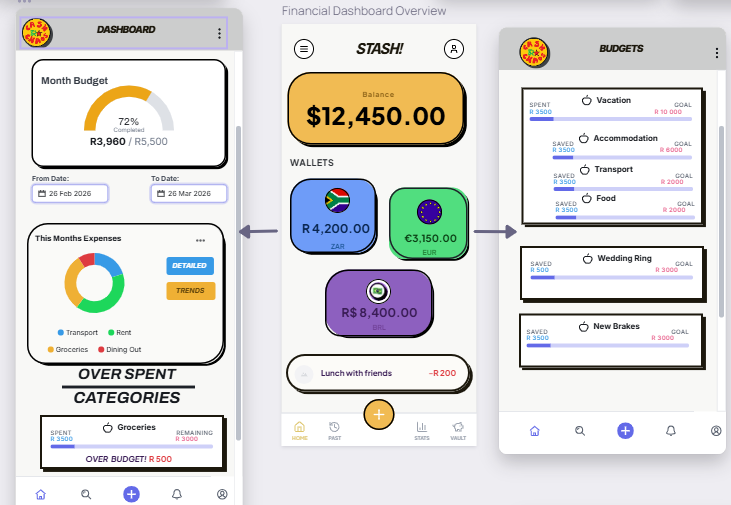 DASHBOARD
Month Budget
72%
Completed
R3,960 / R5,500
From Date:
To Date:
26 Feb 2026
26 Mar 2026
This Months Expenses
DETAILED
TRENDS
Transport
Rent
Groceries
Dining Out
OVER SPENT
CATEGORIES
Groceries
SPENT
REMAINING
R 3500
R 3000
OVER BUDGET! R 500
Financial Dashboard Overview
STASH!
Balance
$12,450.00
WALLETS
R 4,200.00
ZAR
€3,150.00
EUR
R$ 8,400.00
BRL
Lunch with friends
-R 200
HOME
PAST
STATS
VAULT
BUDGETS
Vacation
SPENT
GOAL
R 3500
R 10 000
Accommodation
SAVED
GOAL
R 3500
R 6000
Transport
SAVED
GOAL
R 3500
R 2000
Food
SAVED
GOAL
R 3500
R 2000
Wedding Ring
SAVED
GOAL
R 500
R 3000
New Brakes
SAVED
GOAL
R 3500
R 3000